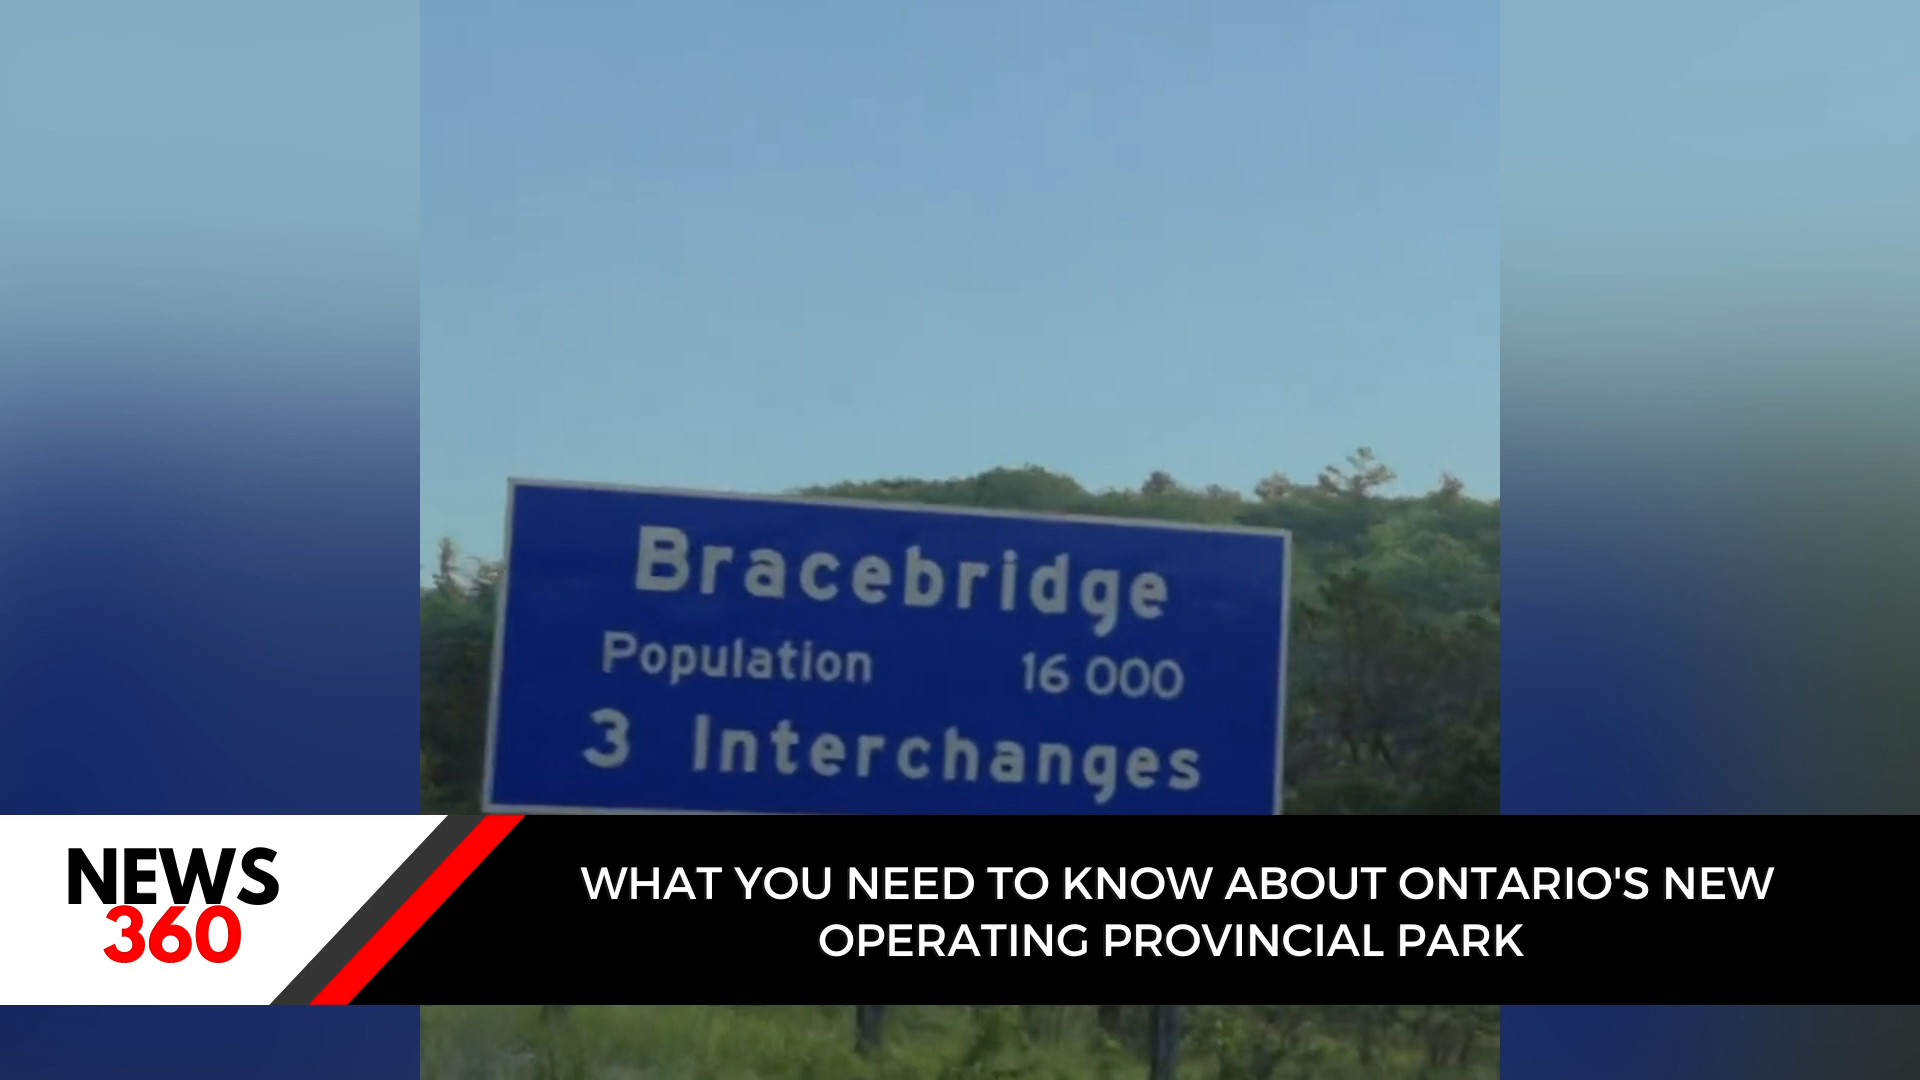 Bracebridge
Population 16 000
3 Interchanges
NEWS
360
WHAT YOU NEED TO KNOW ABOUT ONTARIO'S NEW
OPERATING PROVINCIAL PARK